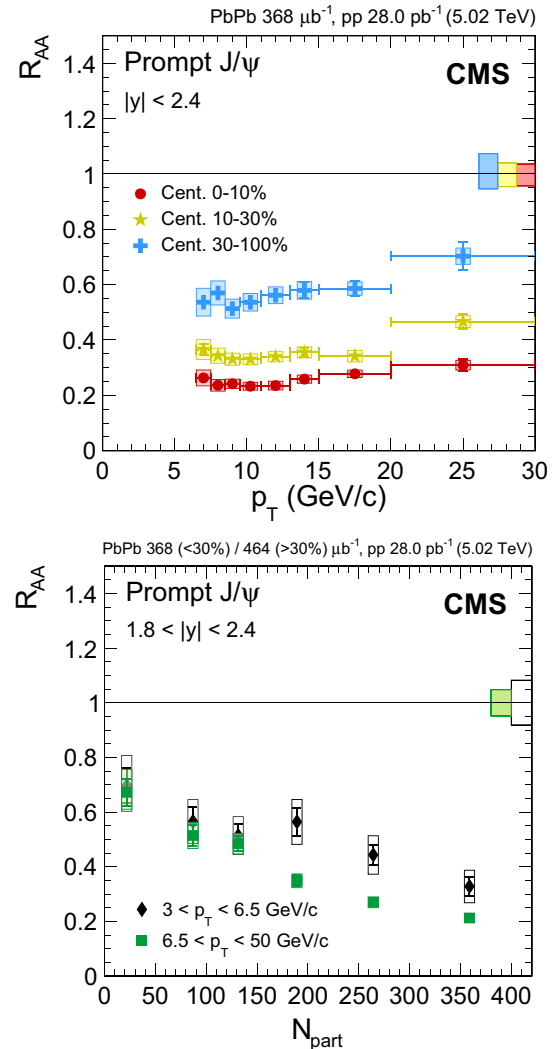 PbPb 368 μb⁻¹, pp 28.0 pb⁻¹ (5.02 TeV)
R_AA
Prompt J/ψ
CMS
|y| < 2.4
1.4
1.2
1
0.8
0.6
0.4
0.2
0
Cent. 0-10%
Cent. 10-30%
Cent. 30-100%
0 5 10 15 20 25 30
p_T (GeV/c)
PbPb 368 (<30%) / 464 (>30%) μb⁻¹, pp 28.0 pb⁻¹ (5.02 TeV)
R_AA
Prompt J/ψ
CMS
1.8 < |y| < 2.4
1.4
1.2
1
0.8
0.6
0.4
0.2
0
3 < p_T < 6.5 GeV/c
6.5 < p_T < 50 GeV/c
0 50 100 150 200 250 300 350 400
N_part